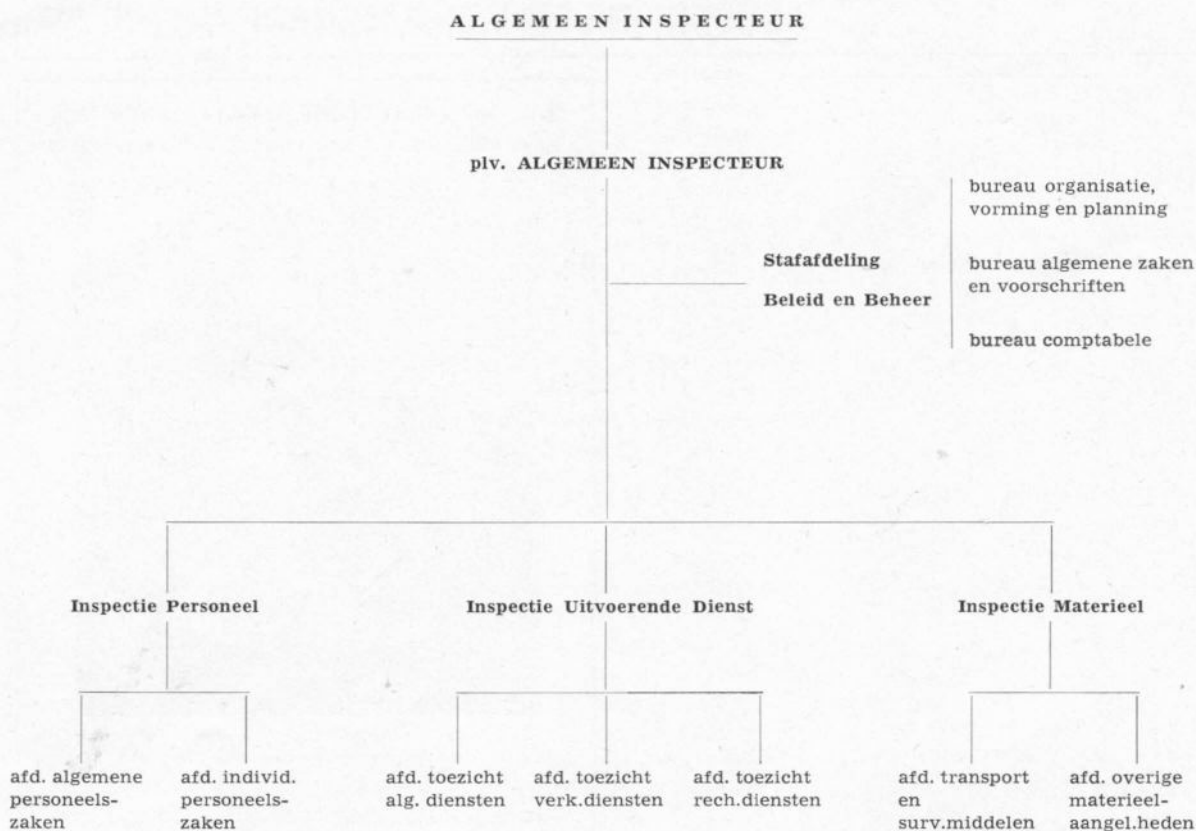 ALGEMEEN INSPECTEUR
plv. ALGEMEEN INSPECTEUR
bureau organisatie,
vorming en planning
Stafafdeling
Beleid en Beheer
bureau algemene zaken
en voorschriften
bureau comptabele
Inspectie Personeel
Inspectie Uitvoerende Dienst
Inspectie Materieel
afd. algemene
personeels-
zaken
afd. individ.
personeels-
zaken
afd. toezicht
alg. diensten
afd. toezicht
verk.diensten
afd. toezicht
rech.diensten
afd. transport
en
surv.middelen
afd. overige
materieel-
aangel.heden